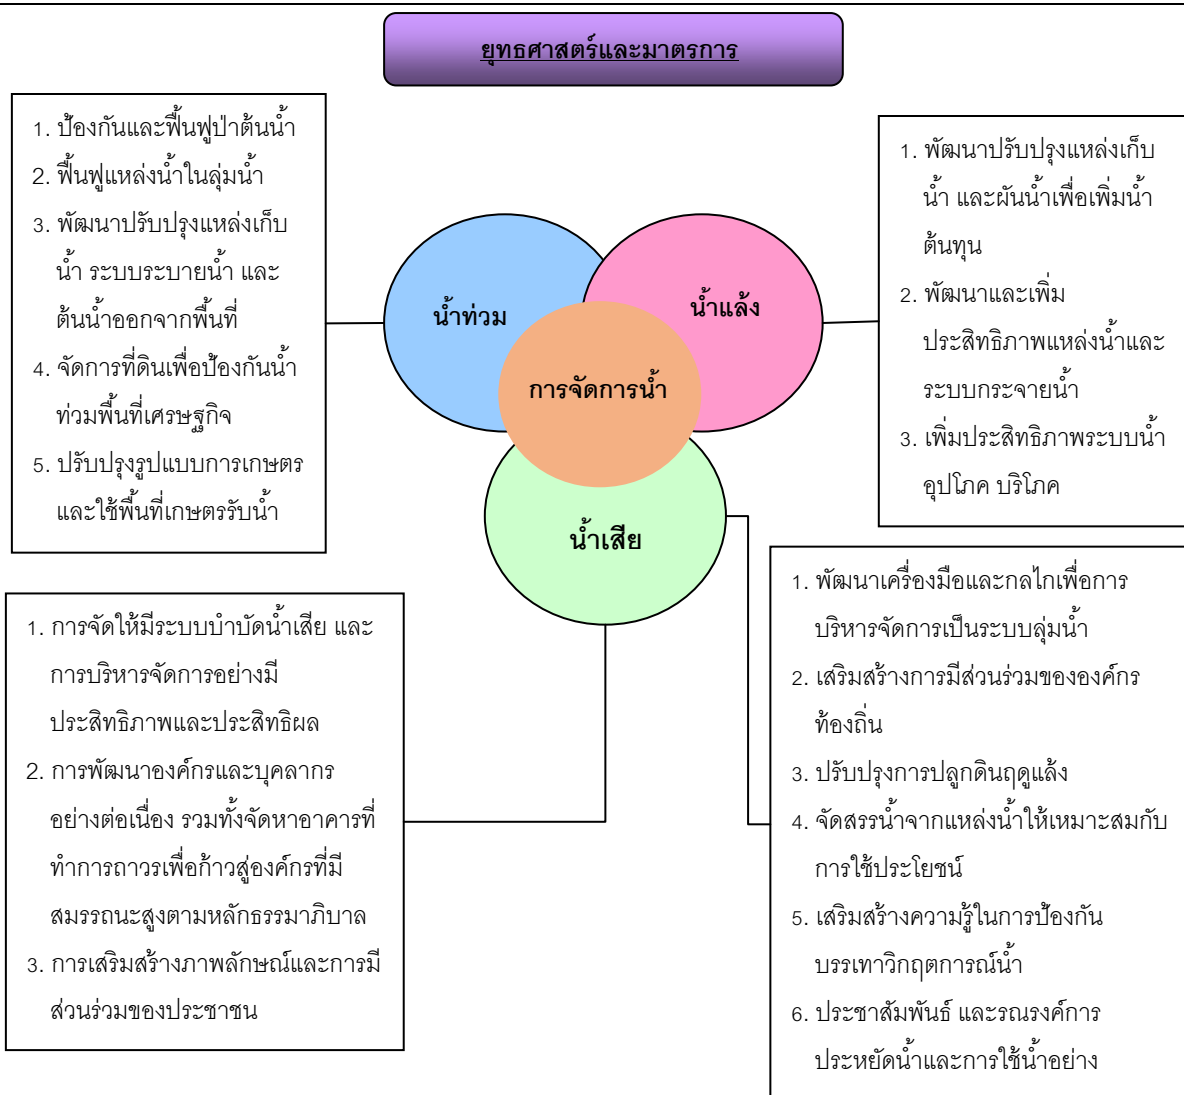 ยุทธศาสตร์และมาตรการ
1. ป้องกันและฟื้นฟูป่าต้นน้ำ
2. ฟื้นฟูแหล่งน้ำในลุ่มน้ำ
3. พัฒนาปรับปรุงแหล่งเก็บ
น้ำ ระบบระบายน้ำ และ
ต้นน้ำออกจากพื้นที่
4. จัดการที่ดินเพื่อป้องกันน้ำ
ท่วมพื้นที่เศรษฐกิจ
5. ปรับปรุงรูปแบบการเกษตร
และใช้พื้นที่เกษตรรับน้ำ
น้ำท่วม
น้ำแล้ง
การจัดการน้ำ
น้ำเสีย
1. พัฒนาปรับปรุงแหล่งเก็บ
น้ำ และผันน้ำเพื่อเพิ่มน้ำ
ต้นทุน
2. พัฒนาและเพิ่ม
ประสิทธิภาพแหล่งน้ำและ
ระบบกระจายน้ำ
3. เพิ่มประสิทธิภาพระบบน้ำ
อุปโภค บริโภค
1. การจัดให้มีระบบบำบัดน้ำเสีย และ
การบริหารจัดการอย่างมี
ประสิทธิภาพและประสิทธิผล
2. การพัฒนาองค์กรและบุคลากร
อย่างต่อเนื่อง รวมทั้งจัดหาอาคารที่
ทำการถาวรเพื่อก้าวสู่องค์กรที่มี
สมรรถนะสูงตามหลักธรรมาภิบาล
3. การเสริมสร้างภาพลักษณ์และการมี
ส่วนร่วมของประชาชน
1. พัฒนาเครื่องมือและกลไกเพื่อการ
บริหารจัดการเป็นระบบลุ่มน้ำ
2. เสริมสร้างการมีส่วนร่วมขององค์กร
ท้องถิ่น
3. ปรับปรุงการปลูกดินฤดูแล้ง
4. จัดสรรน้ำจากแหล่งน้ำให้เหมาะสมกับ
การใช้ประโยชน์
5. เสริมสร้างความรู้ในการป้องกัน
บรรเทาวิกฤตการณ์น้ำ
6. ประชาสัมพันธ์ และรณรงค์การ
ประหยัดน้ำและการใช้น้ำอย่าง